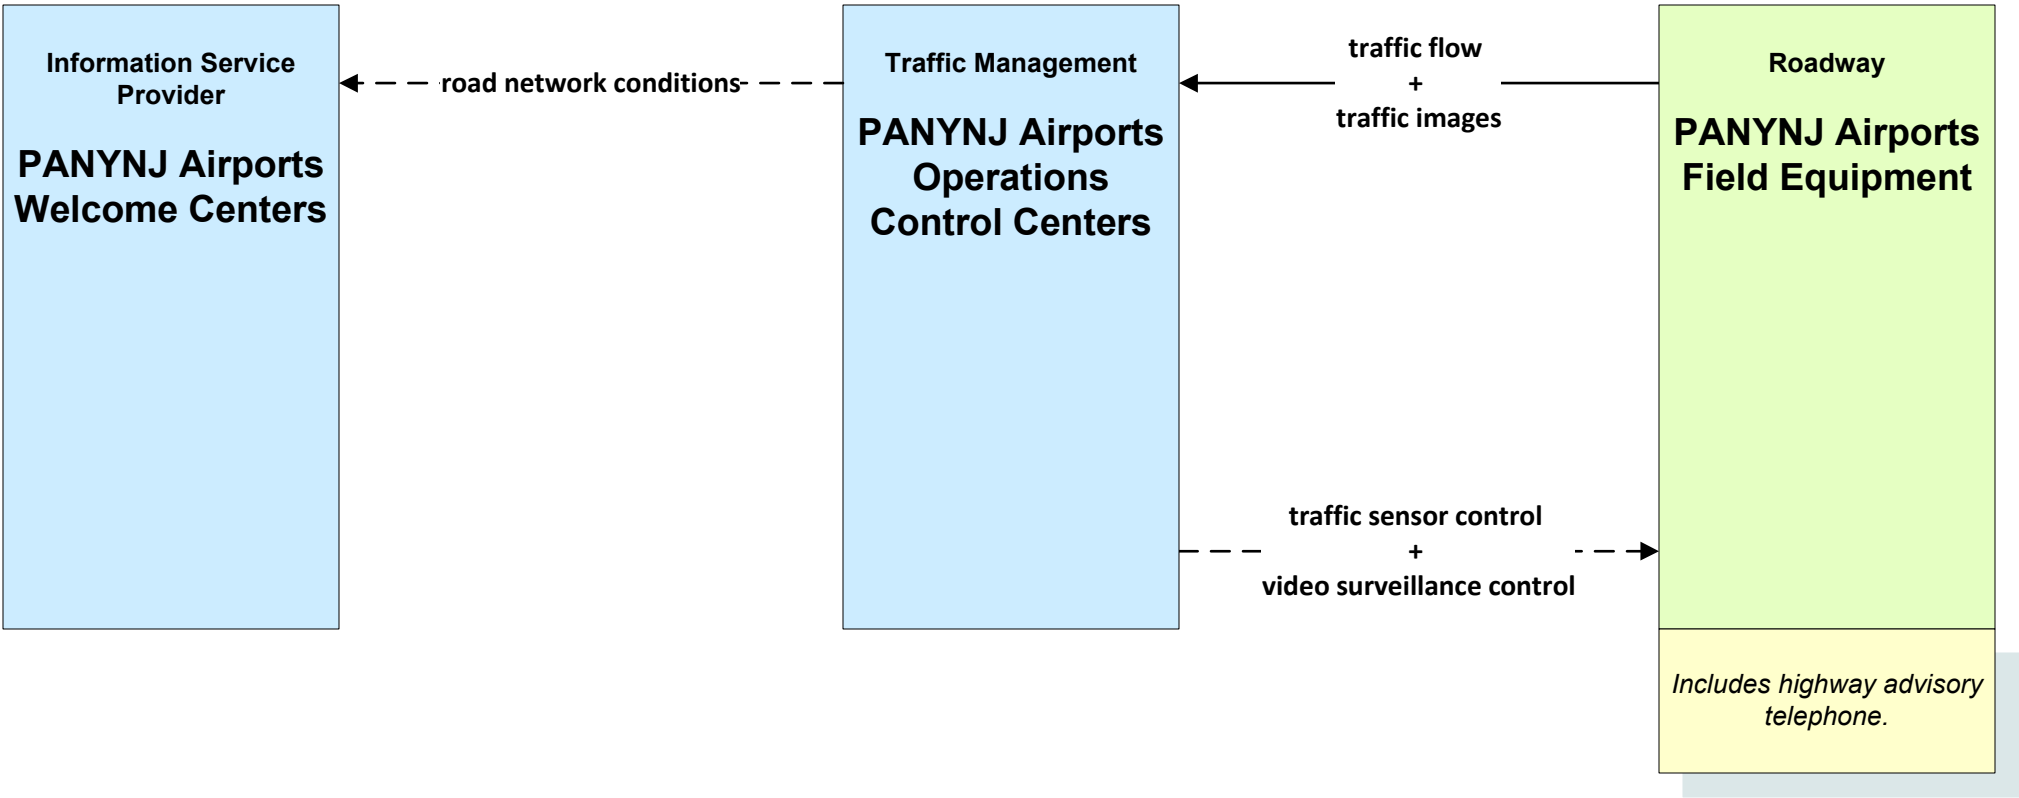 Information Service
Provider
PANYNJ Airports
Welcome Centers
road network conditions
Traffic Management
PANYNJ Airports
Operations
Control Centers
traffic flow
+
traffic images
traffic sensor control
+
video surveillance control
Roadway
PANYNJ Airports
Field Equipment
Includes highway advisory
telephone.